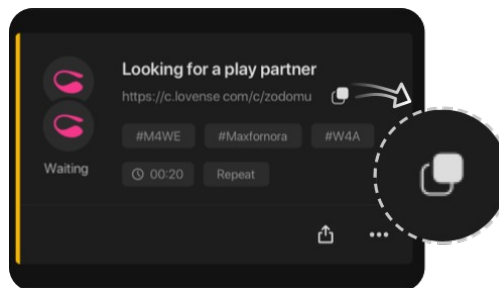 Looking for a play partner
https://c.lovense com/c/zodomu
#M4WE #Maxfornora #W4A
Waiting
00:20 Repeat